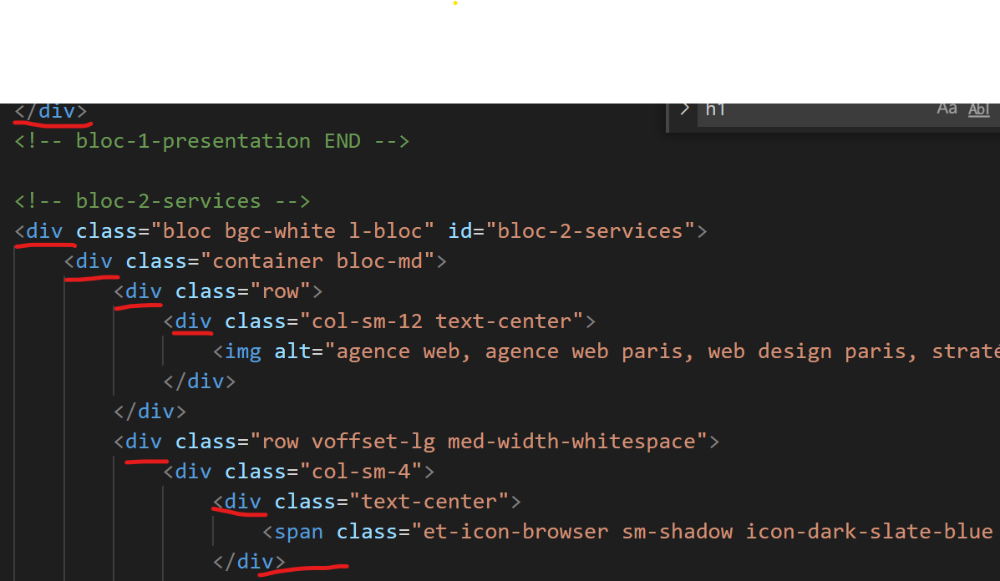 </div>
> h1 Aa Abl
<!-- bloc-1-presentation END -->
<!-- bloc-2-services -->
<div class="bloc bgc-white l-bloc" id="bloc-2-services">
<div class="container bloc-md">
<div class="row">
<div class="col-sm-12 text-center">
<img alt="agence web, agence web paris, web design paris, straté
</div>
</div>
<div class="row voffset-lg med-width-whitespace">
<div class="col-sm-4">
<div class="text-center">
<span class="et-icon-browser sm-shadow icon-dark-slate-blue
</div>